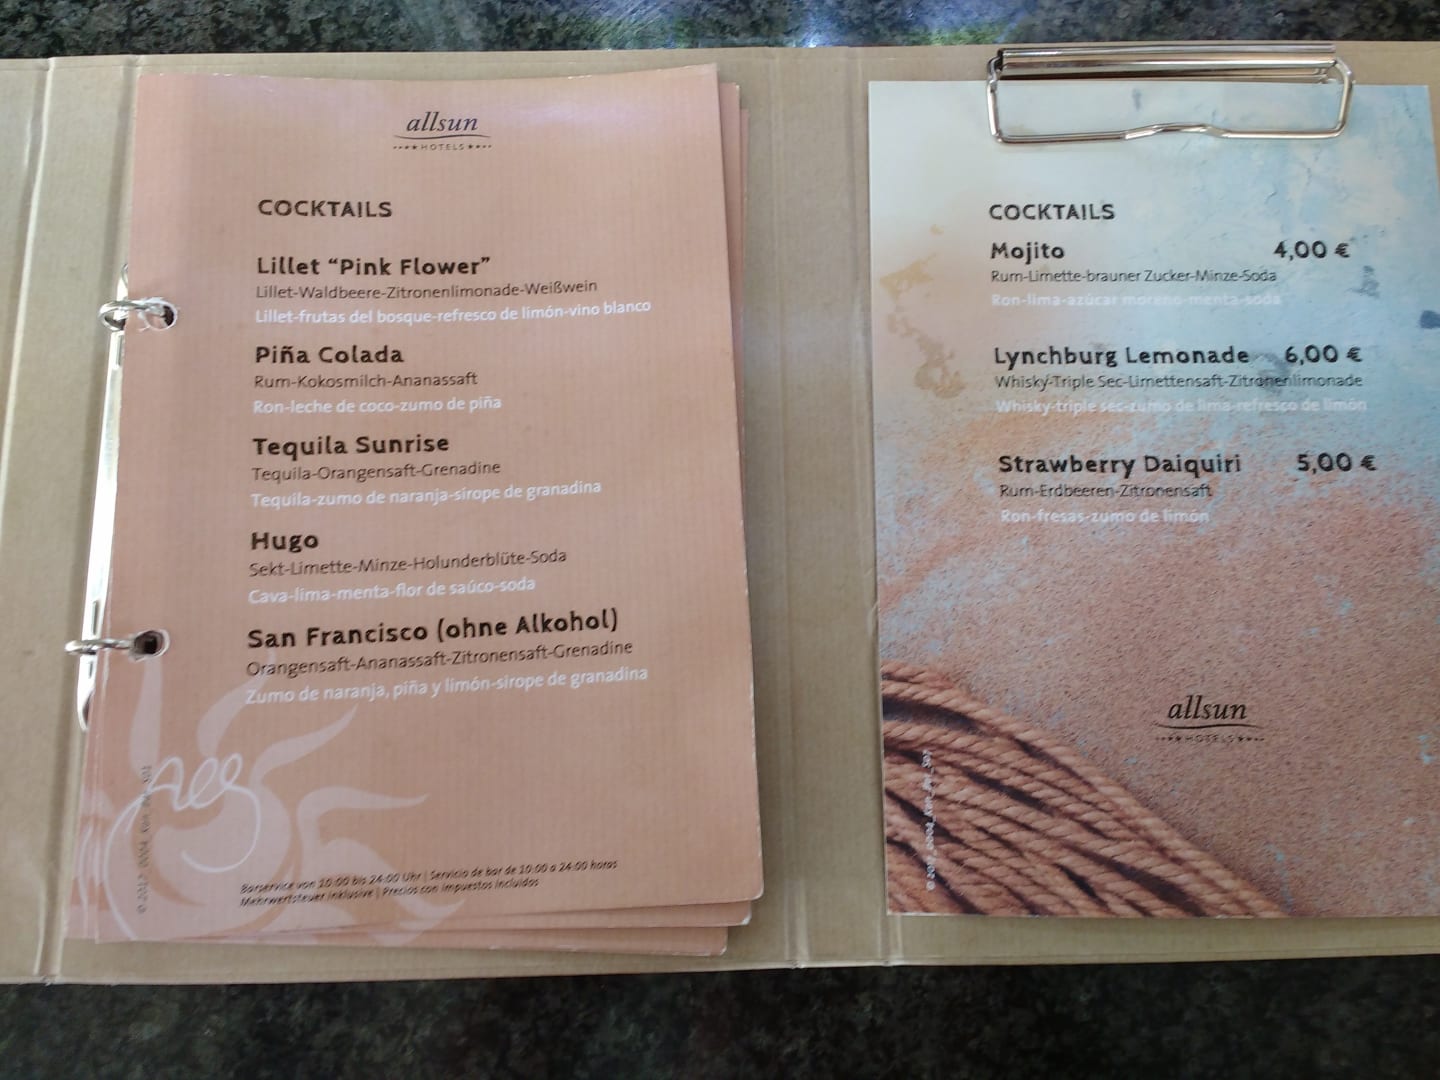 allsun
HOTELS
COCKTAILS
Lillet “Pink Flower”
Lillet-Waldbeere-Zitronenlimonade-Weißwein
Lillet-frutas del bosque-refresco de limón-vino blanco
Piña Colada
Rum-Kokosmilch-Ananassaft
Ron-leche de coco-zumo de piña
Tequila Sunrise
Tequila-Orangensaft-Grenadine
Tequila-zumo de naranja-sirope de granadina
Hugo
Sekt-Limette-Minze-Holunderblüte-Soda
Cava-lima-menta-flor de saúco-soda
San Francisco (ohne Alkohol)
Orangensaft-Ananassaft-Zitronensaft-Grenadine
Zumo de naranja, piña y limón-sirope de granadina
Barservice von 10:00 bis 24:00 Uhr | Servicio de bar de 10:00 a 24:00 horas
Mehrwertsteuer inklusive | Precios con impuestos incluidos
COCKTAILS
Mojito 4,00 €
Rum-Limette-brauner Zucker-Minze-Soda
Ron-lima-azúcar moreno-menta-soda
Lynchburg Lemonade 6,00 €
Whisky-Triple Sec-Limettensaft-Zitronenlimonade
Whisky-triple sec-zumo de lima-refresco de limón
Strawberry Daiquiri 5,00 €
Rum-Erdbeeren-Zitronensaft
Ron-fresas-zumo de limón
allsun
HOTELS